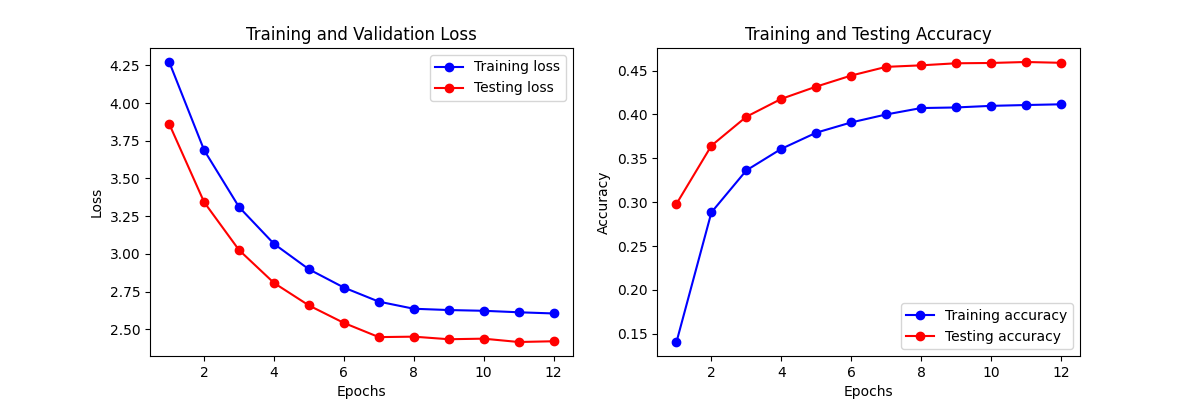 Training and Validation Loss
Training loss
Testing loss
4.25
4.00
3.75
3.50
3.25
3.00
2.75
2.50
Loss
2 4 6 8 10 12
Epochs
Training and Testing Accuracy
0.45
0.40
0.35
0.30
0.25
0.20
0.15
Accuracy
Training accuracy
Testing accuracy
2 4 6 8 10 12
Epochs